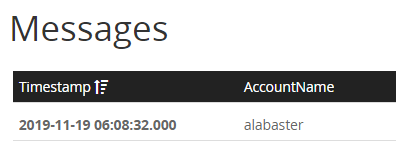 Messages
Timestamp AccountName
2019-11-19 06:08:32.000 alabaster